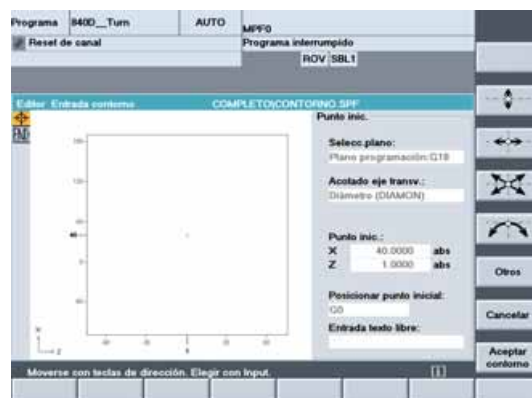 Programa 840D__Turn AUTO MPF0
Reset de canal Programa interrumpido
ROV SBL1
Editor Entrada contorno COMPLETO\CONTORNO.SPF
END
Punto inic.
Selecc.plano:
Plano programación:G18
Acotado eje transv.:
Diámetro (DIAMON)
Punto inic.:
X 40.0000 abs
Z 1.0000 abs
Posicionar punto inicial:
G0
Entrada texto libre:
X
Z
Moverse con teclas de dirección. Elegir con Input.
Otros
Cancelar
Aceptar
contorno